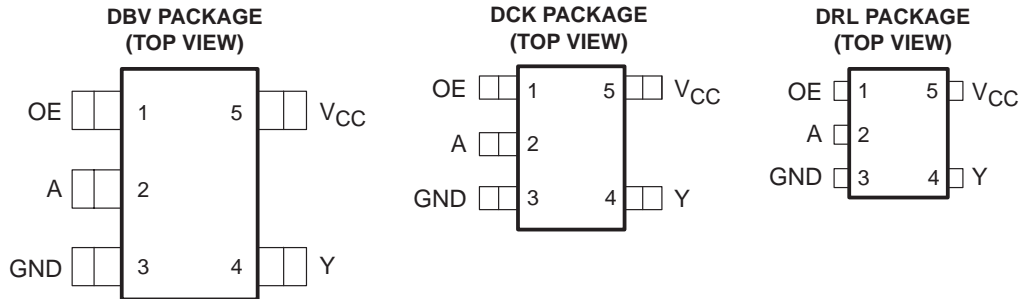 DBV PACKAGE
(TOP VIEW)
OE 1 5 VCC
A 2
GND 3 4 Y
DCK PACKAGE
(TOP VIEW)
OE 1 5 VCC
A 2
GND 3 4 Y
DRL PACKAGE
(TOP VIEW)
OE 1 5 VCC
A 2
GND 3 4 Y